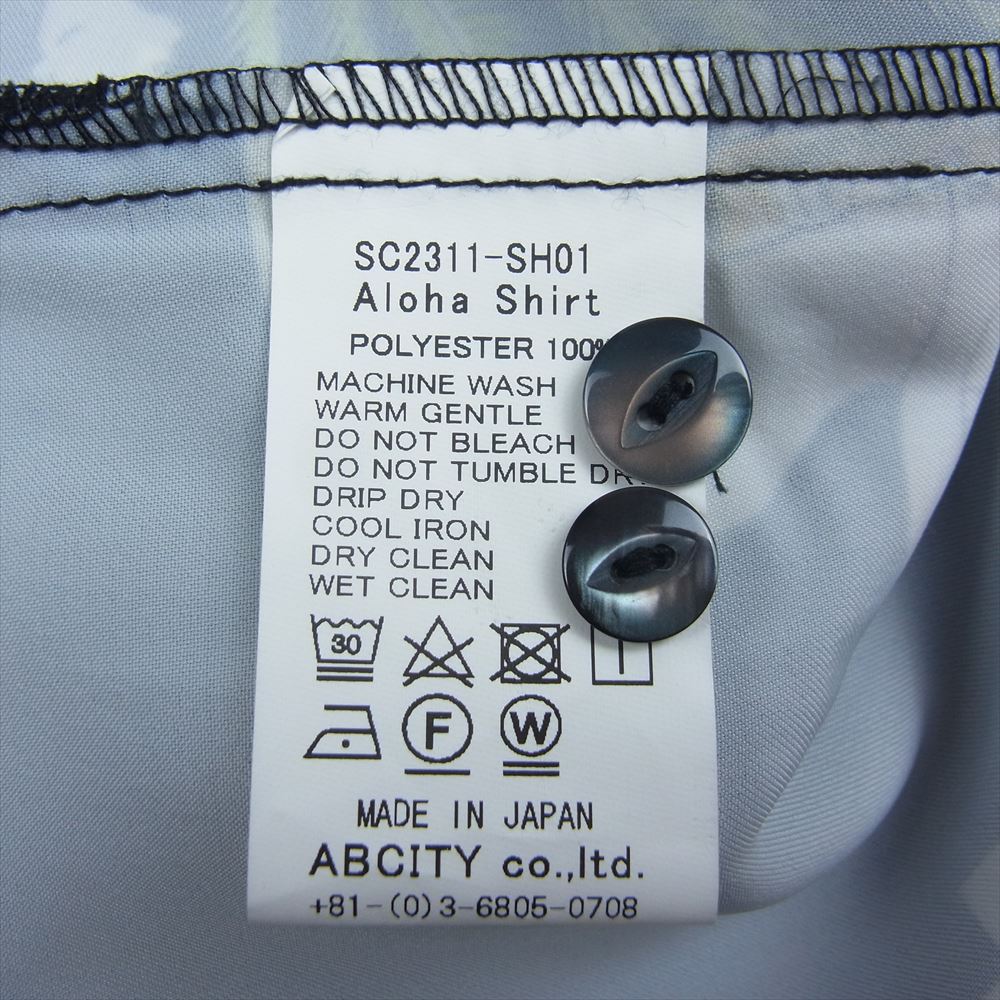 SC2311-SH01
Aloha Shirt
POLYESTER 100%
MACHINE WASH
WARM GENTLE
DO NOT BLEACH
DO NOT TUMBLE DRY
DRIP DRY
COOL IRON
DRY CLEAN
WET CLEAN
30
F W
MADE IN JAPAN
ABCITY co.,ltd.
+81-(0)3-6805-0708